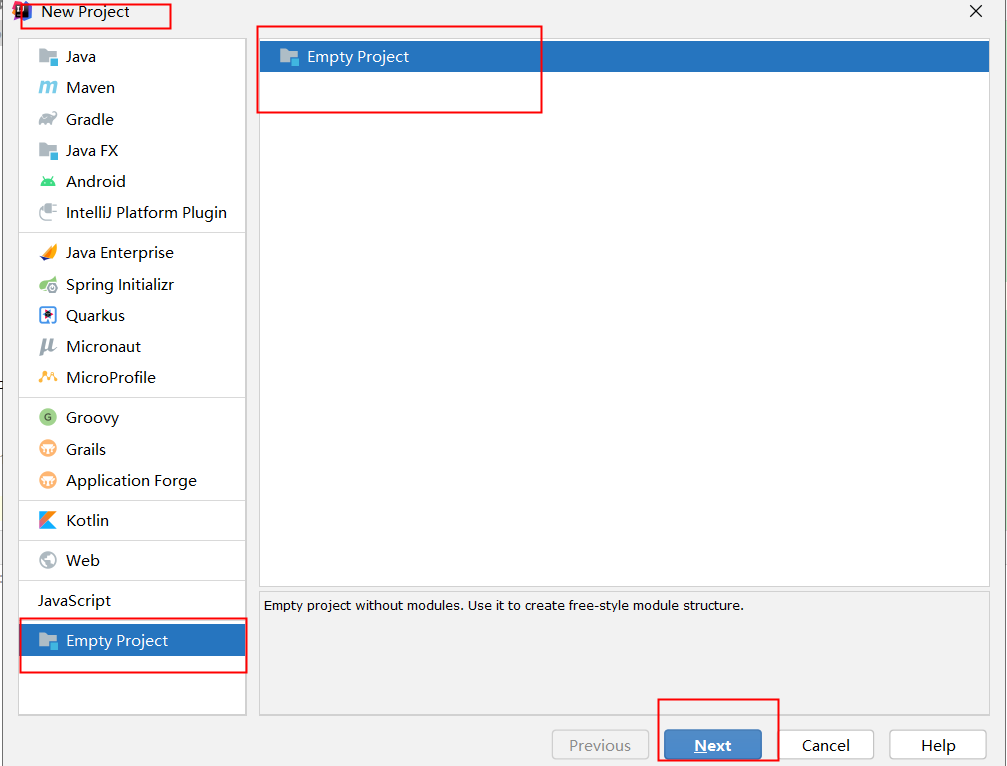 New Project
Java
Maven
Gradle
Java FX
Android
IntelliJ Platform Plugin
Java Enterprise
Spring Initializr
Quarkus
Micronaut
MicroProfile
Groovy
Grails
Application Forge
Kotlin
Web
JavaScript
Empty Project
Empty Project
Empty project without modules. Use it to create free-style module structure.
Previous
Next
Cancel
Help